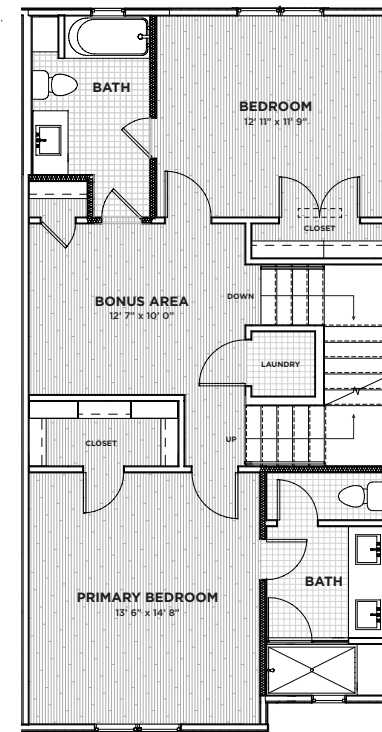 BATH
BEDROOM
12' 11" x 11' 9"
CLOSET
BONUS AREA
12' 7" x 10' 0"
DOWN
LAUNDRY
UP
CLOSET
PRIMARY BEDROOM
13' 6" x 14' 8"
BATH